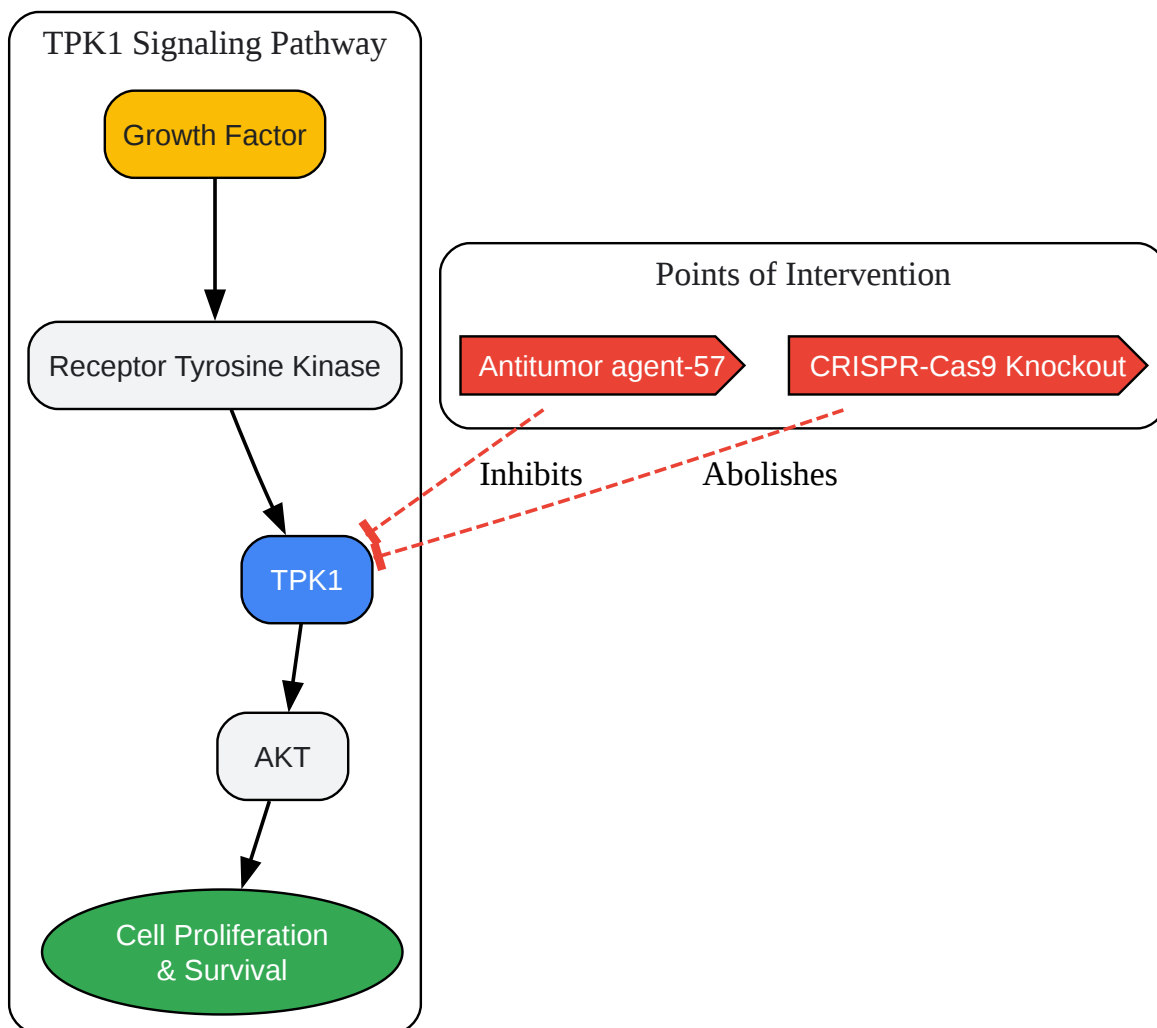 TPK1 Signaling Pathway
Growth Factor
Receptor Tyrosine Kinase
TPK1
AKT
Cell Proliferation
& Survival
Points of Intervention
Antitumor agent-57
CRISPR-Cas9 Knockout
Inhibits
Abolishes